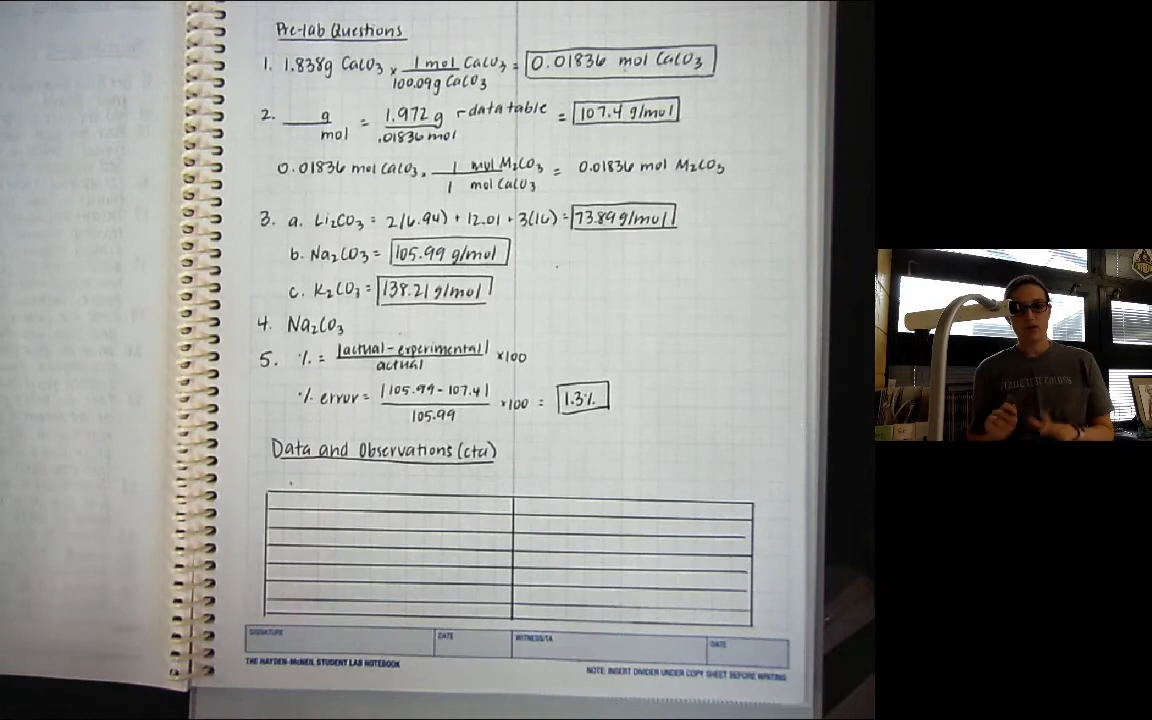 Pre-lab Questions
1. 1.838g CaCO3 x 1 mol CaCO3 / 100.09g CaCO3 = 0.01836 mol CaCO3
2. ___ g / mol = 1.972 g / .01836 mol - data table = 107.4 g/mol
0.01836 mol CaCO3 · 1 mol M2CO3 / 1 mol CaCO3 = 0.01836 mol M2CO3
3. a. Li2CO3 = 2(6.94) + 12.01 + 3(16) = 73.89 g/mol
b. Na2CO3 = 105.99 g/mol
c. K2CO3 = 138.21 g/mol
4. Na2CO3
5. % = |actual - experimental| / actual x100
% error = |105.99 - 107.4| / 105.99 x100 = 1.3%
Data and Observations (ctd)
SIGNATURE DATE WITNESS/TA DATE
THE HAYDEN-MCNEIL STUDENT LAB NOTEBOOK
NOTE: INSERT DIVIDER UNDER COPY SHEET BEFORE WRITING